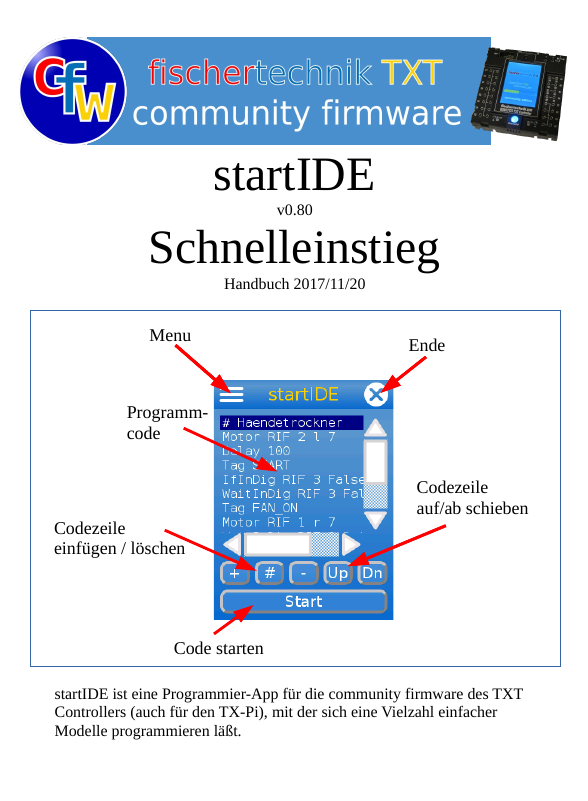 cfw
fischertechnik TXT
community firmware
startIDE
v0.80
Schnelleinstieg
Handbuch 2017/11/20
Menu
Ende
startIDE
Programm-
code
# Haendetrockner
Motor RIF 2 l 7
Delay 100
Tag START
IfInDig RIF 3 False
WaitInDig RIF 3 Fal
Tag FAN_ON
Motor RIF 1 r 7
Codezeile
auf/ab schieben
Codezeile
einfügen / löschen
+ # - Up Dn
Start
Code starten
startIDE ist eine Programmier-App für die community firmware des TXT
Controllers (auch für den TX-Pi), mit der sich eine Vielzahl einfacher
Modelle programmieren läßt.